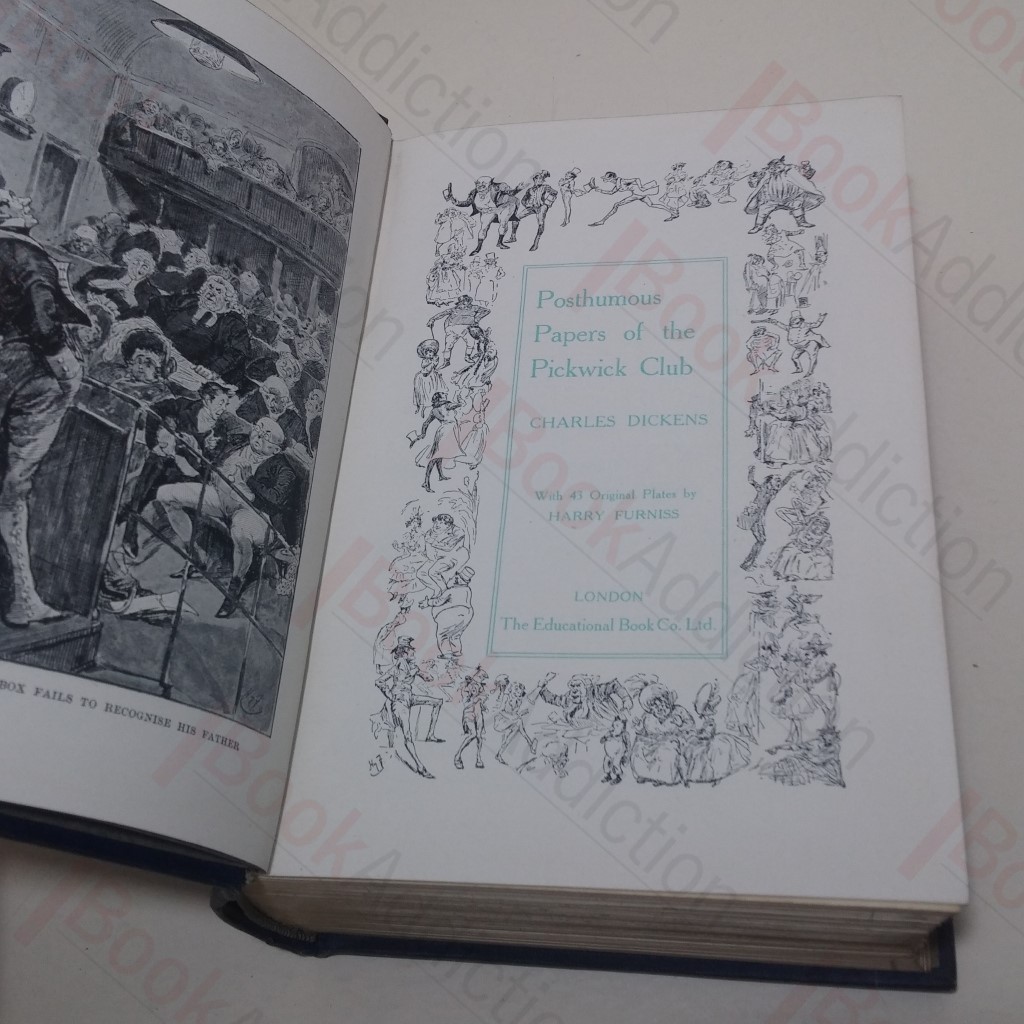 BOX FAILS TO RECOGNISE HIS FATHER
Posthumous
Papers of the
Pickwick Club
CHARLES DICKENS
With 43 Original Plates by
HARRY FURNISS
LONDON
The Educational Book Co. Ltd.
BookAddiction